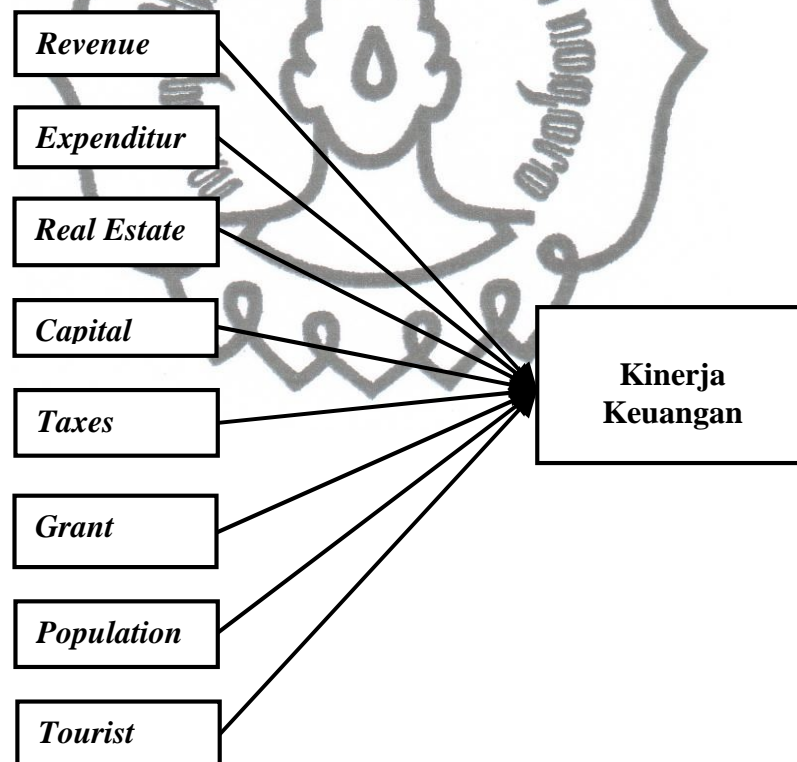 Revenue
Expenditur
Real Estate
Capital
Taxes
Grant
Population
Tourist
Kinerja
Keuangan